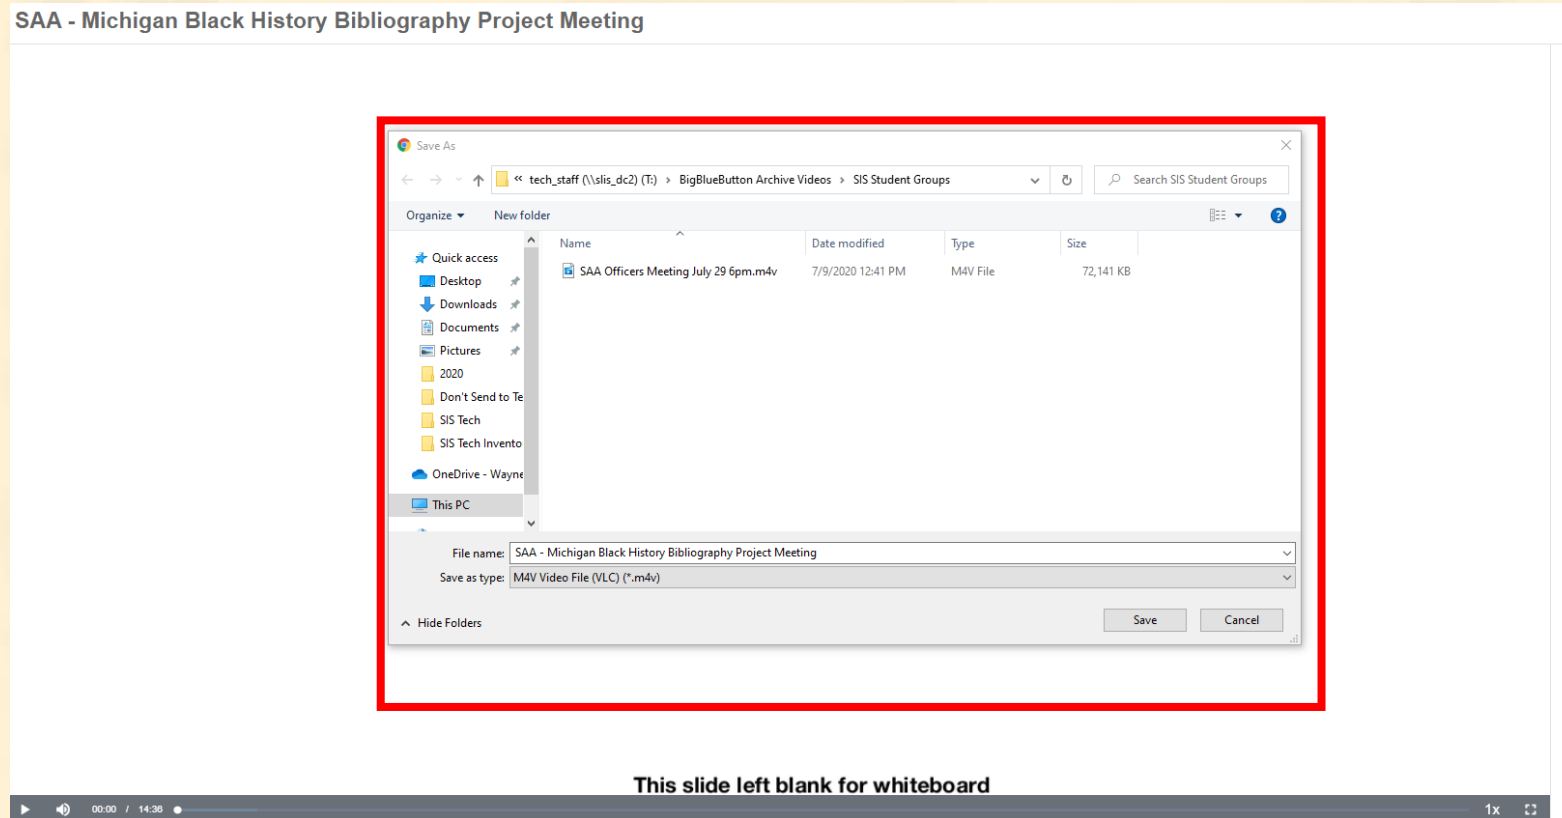 SAA - Michigan Black History Bibliography Project Meeting
Save As
« tech_staff (\\slis_dc2) (T:) › BigBlueButton Archive Videos › SIS Student Groups
Search SIS Student Groups
Organize
New folder
Name
Date modified
Type
Size
SAA Officers Meeting July 29 6pm.m4v
7/9/2020 12:41 PM
M4V File
72,141 KB
Quick access
Desktop
Downloads
Documents
Pictures
2020
Don't Send to Te
SIS Tech
SIS Tech Invento
OneDrive - Wayne
This PC
File name: SAA - Michigan Black History Bibliography Project Meeting
Save as type: M4V Video File (VLC) (*.m4v)
Hide Folders
Save
Cancel
This slide left blank for whiteboard
00:00 / 14:36
1x